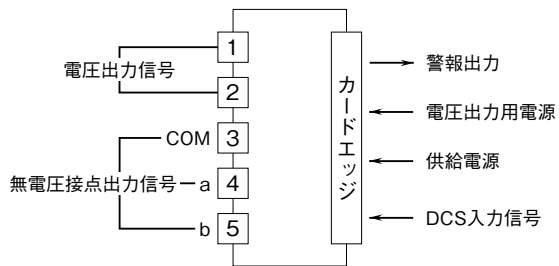 電圧出力信号
1
2
COM 3
無電圧接点出力信号 a 4
b 5
カードエッジ
警報出力
電圧出力用電源
供給電源
DCS入力信号